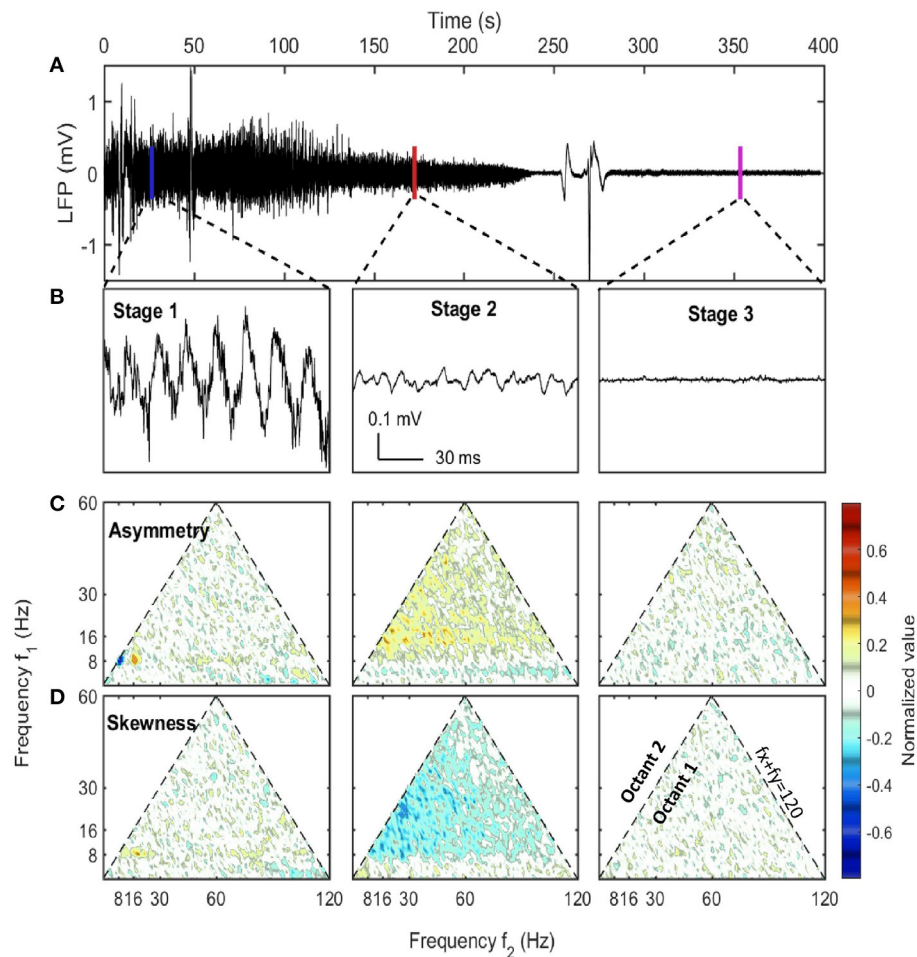 Time (s)
0 50 100 150 200 250 300 350 400
A
LFP (mV)
1
0
-1
B
Stage 1
Stage 2
Stage 3
0.1 mV
30 ms
C
Asymmetry
60
30
16
8
D
Skewness
60
30
16
8
Frequency f1 (Hz)
Octant 2
Octant 1
fx+fy=120
816 30 60 120
816 30 60 120
816 30 60 120
Frequency f2 (Hz)
0.6
0.4
0.2
0
-0.2
-0.4
-0.6
Normalized value